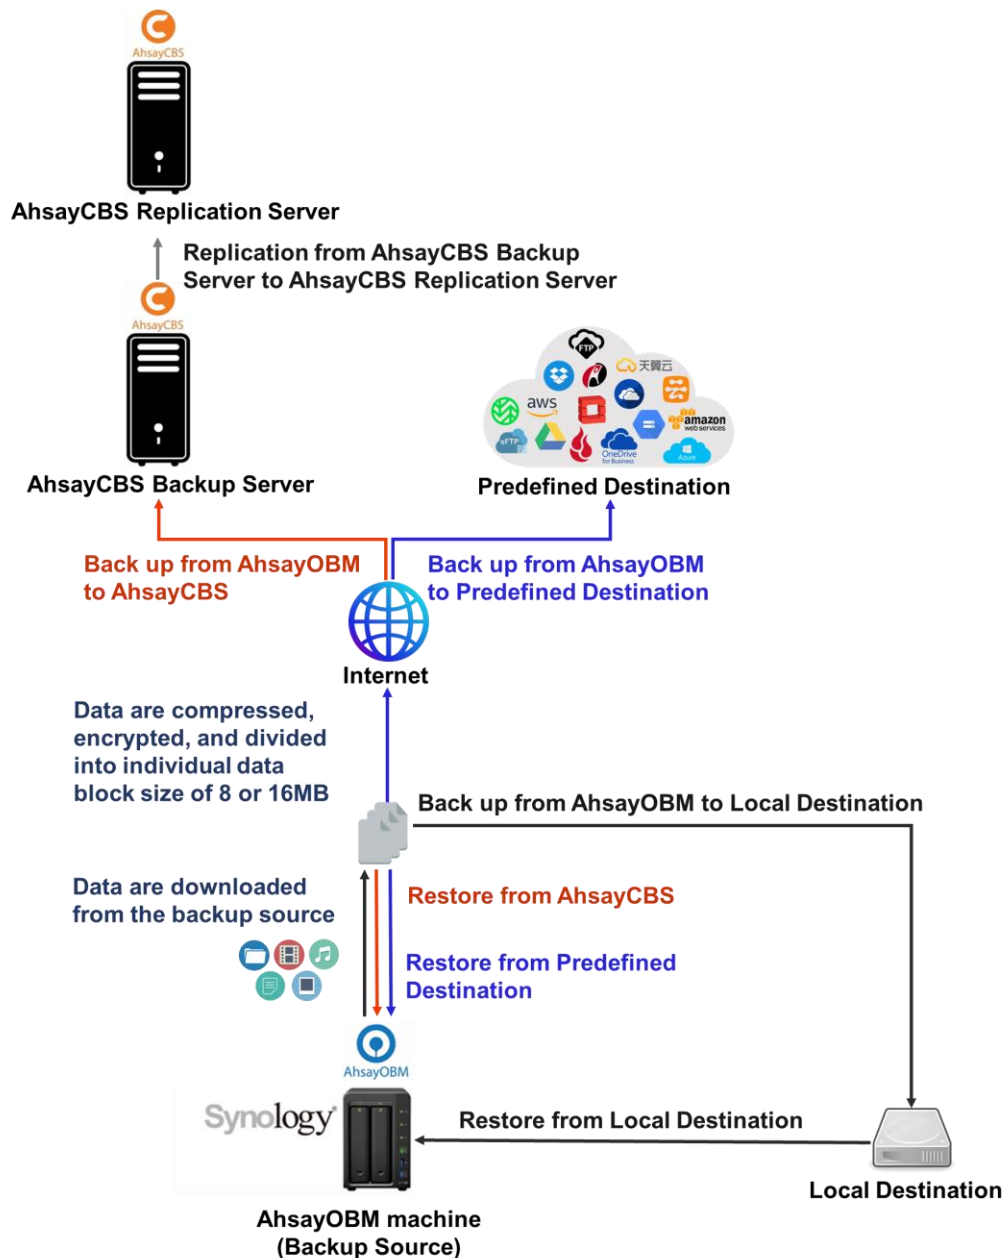 AhsayCBS
AhsayCBS Replication Server
Replication from AhsayCBS Backup
Server to AhsayCBS Replication Server
AhsayCBS
AhsayCBS Backup Server
FTP
天翼云
aws
amazon
web services
sFTP
OneDrive
for Business
Azure
Predefined Destination
Back up from AhsayOBM
to AhsayCBS
Back up from AhsayOBM
to Predefined Destination
Internet
Data are compressed,
encrypted, and divided
into individual data
block size of 8 or 16MB
Back up from AhsayOBM to Local Destination
Data are downloaded
from the backup source
Restore from AhsayCBS
Restore from Predefined
Destination
AhsayOBM
Synology
Restore from Local Destination
Local Destination
AhsayOBM machine
(Backup Source)